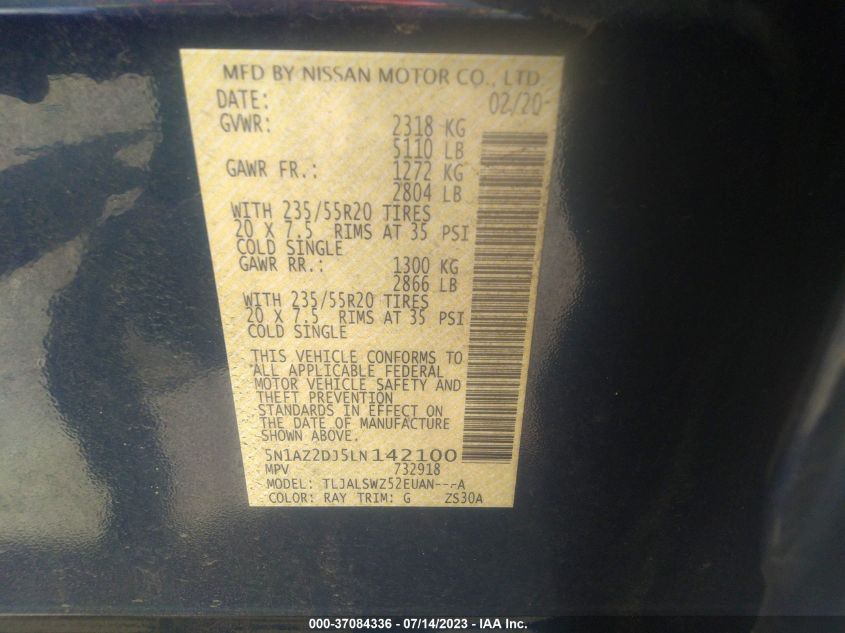 MFD BY NISSAN MOTOR CO., LTD
DATE: 02/20
GVWR: 2318 KG
5110 LB
GAWR FR.: 1272 KG
2804 LB
WITH 235/55R20 TIRES
20 X 7.5 RIMS AT 35 PSI
COLD SINGLE
GAWR RR.: 1300 KG
2866 LB
WITH 235/55R20 TIRES
20 X 7.5 RIMS AT 35 PSI
COLD SINGLE
THIS VEHICLE CONFORMS TO
ALL APPLICABLE FEDERAL
MOTOR VEHICLE SAFETY AND
THEFT PREVENTION
STANDARDS IN EFFECT ON
THE DATE OF MANUFACTURE
SHOWN ABOVE.
5N1AZ2DJ5LN142100
MPV 732918
MODEL: TLJALSWZ52EUAN---A
COLOR: RAY TRIM: G ZS30A
000-37084336 - 07/14/2023 - IAA Inc.